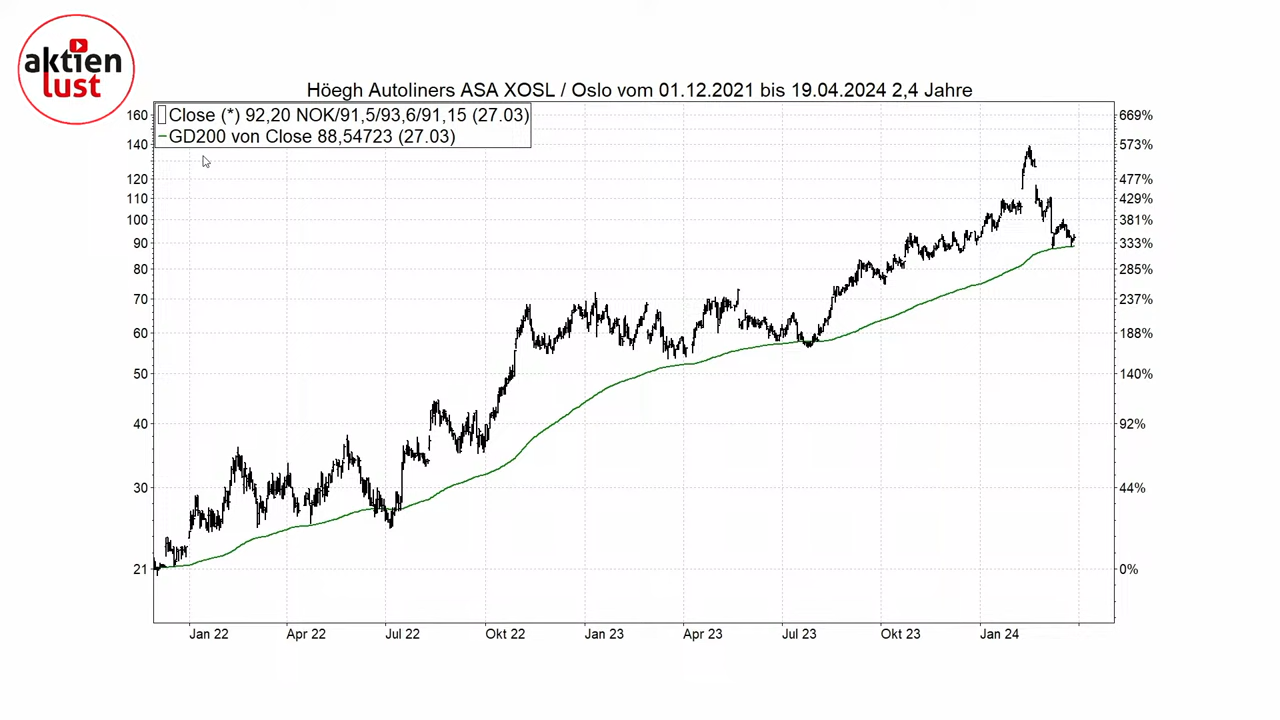 aktien
lust
Höegh Autoliners ASA XOSL / Oslo vom 01.12.2021 bis 19.04.2024 2,4 Jahre
Close (*) 92,20 NOK/91,5/93,6/91,15 (27.03)
GD200 von Close 88,54723 (27.03)
160 669%
140 573%
120 477%
110 429%
100 381%
90 333%
80 285%
70 237%
60 188%
50 140%
40 92%
30 44%
21 0%
Jan 22 Apr 22 Jul 22 Okt 22 Jan 23 Apr 23 Jul 23 Okt 23 Jan 24